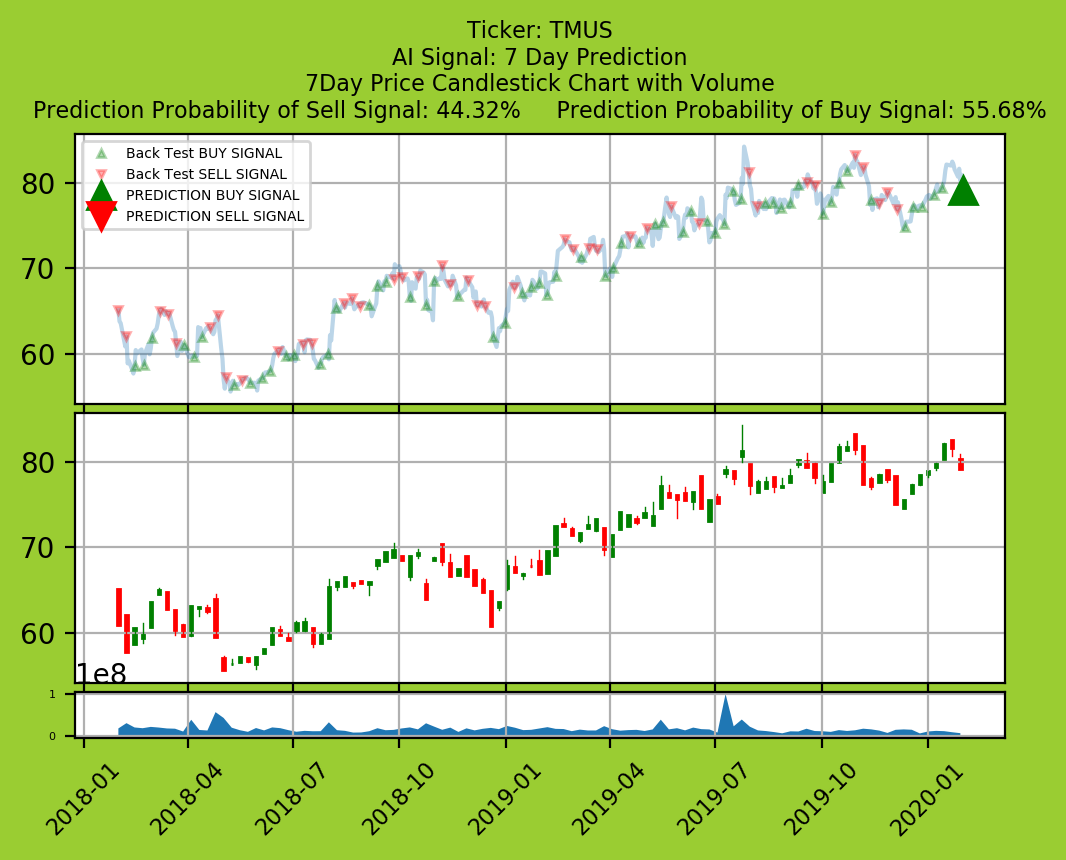 Ticker: TMUS
AI Signal: 7 Day Prediction
7Day Price Candlestick Chart with Volume
Prediction Probability of Sell Signal: 44.32%     Prediction Probability of Buy Signal: 55.68%
Back Test BUY SIGNAL
Back Test SELL SIGNAL
PREDICTION BUY SIGNAL
PREDICTION SELL SIGNAL
80
70
60
80
70
60
1e8
1
0
2018-01
2018-04
2018-07
2018-10
2019-01
2019-04
2019-07
2019-10
2020-01